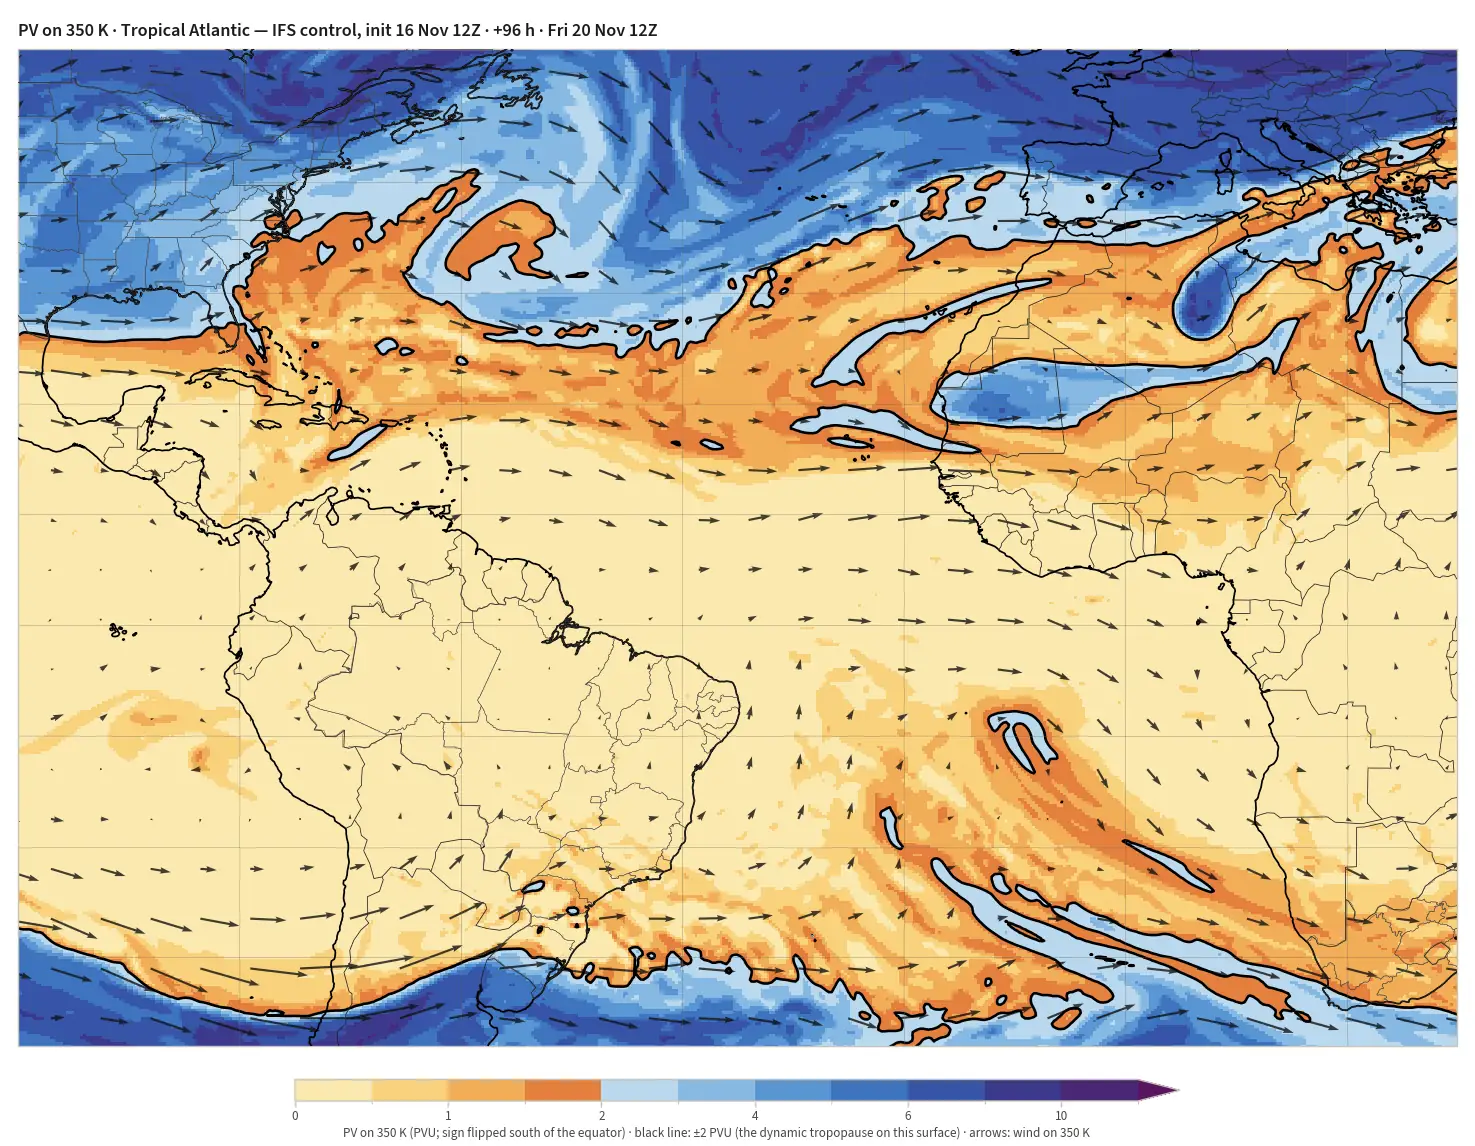 PV on 350 K · Tropical Atlantic — IFS control, init 16 Nov 12Z · +96 h · Fri 20 Nov 12Z
0 1 2 4 6 8 10
PV on 350 K (PVU; sign flipped south of the equator) · black line: ±2 PVU (the dynamic tropopause on this surface) · arrows: wind on 350 K